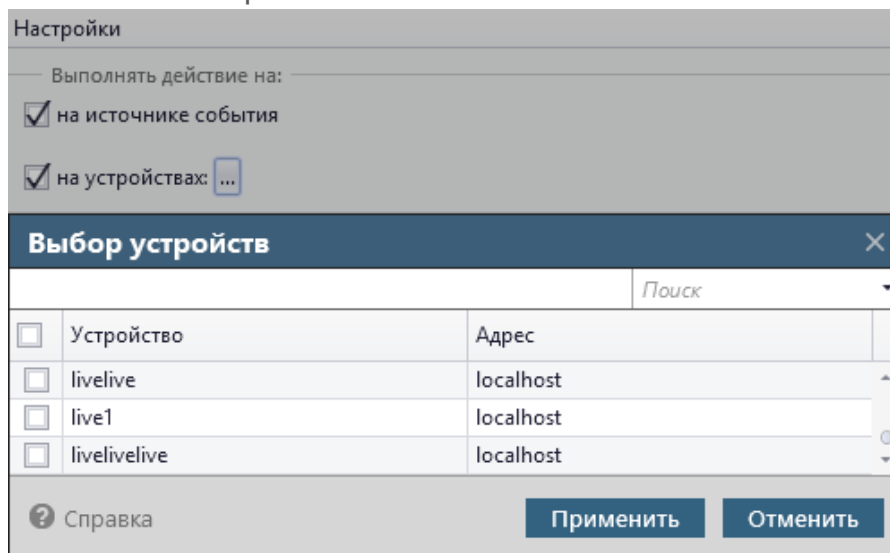 Настройки
Выполнять действие на:
на источнике события
на устройствах: ...
Выбор устройств
Поиск
Устройство Адрес
livelive localhost
live1 localhost
livelivelive localhost
Справка Применить Отменить